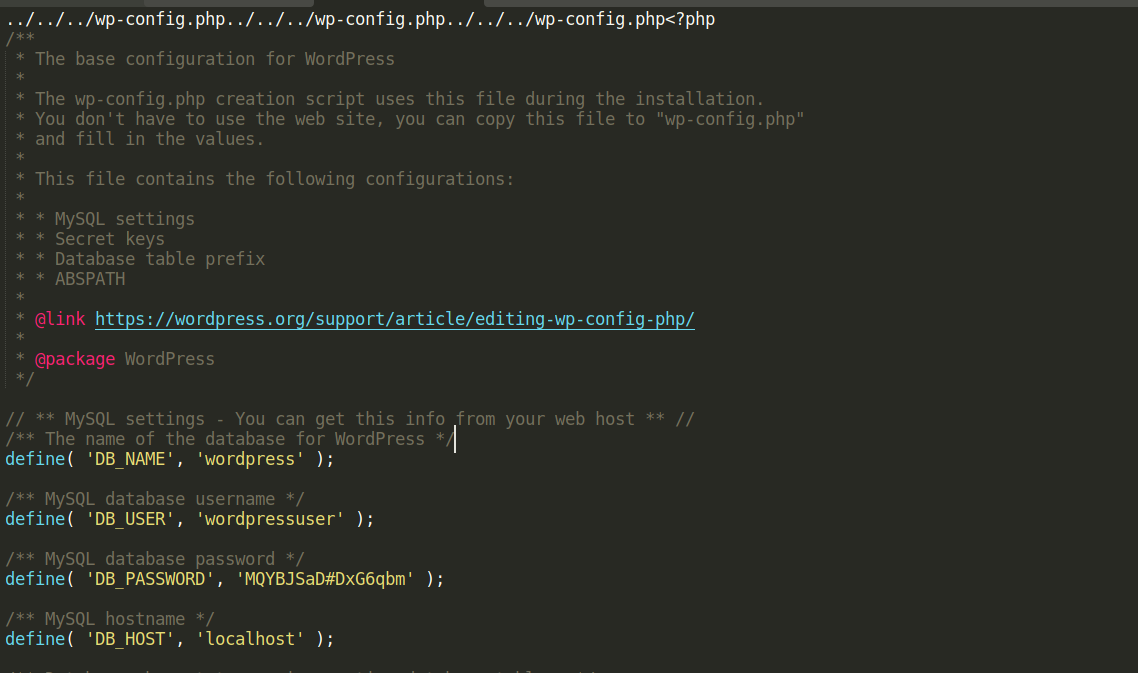 ../../../wp-config.php../../../wp-config.php../../../wp-config.php<?php
/**
 * The base configuration for WordPress
 *
 * The wp-config.php creation script uses this file during the installation.
 * You don't have to use the web site, you can copy this file to "wp-config.php"
 * and fill in the values.
 *
 * This file contains the following configurations:
 *
 * * MySQL settings
 * * Secret keys
 * * Database table prefix
 * * ABSPATH
 *
 * @link https://wordpress.org/support/article/editing-wp-config-php/
 *
 * @package WordPress
 */
// ** MySQL settings - You can get this info from your web host ** //
/** The name of the database for WordPress */
define( 'DB_NAME', 'wordpress' );
/** MySQL database username */
define( 'DB_USER', 'wordpressuser' );
/** MySQL database password */
define( 'DB_PASSWORD', 'MQYBJSaD#DxG6qbm' );
/** MySQL hostname */
define( 'DB_HOST', 'localhost' );